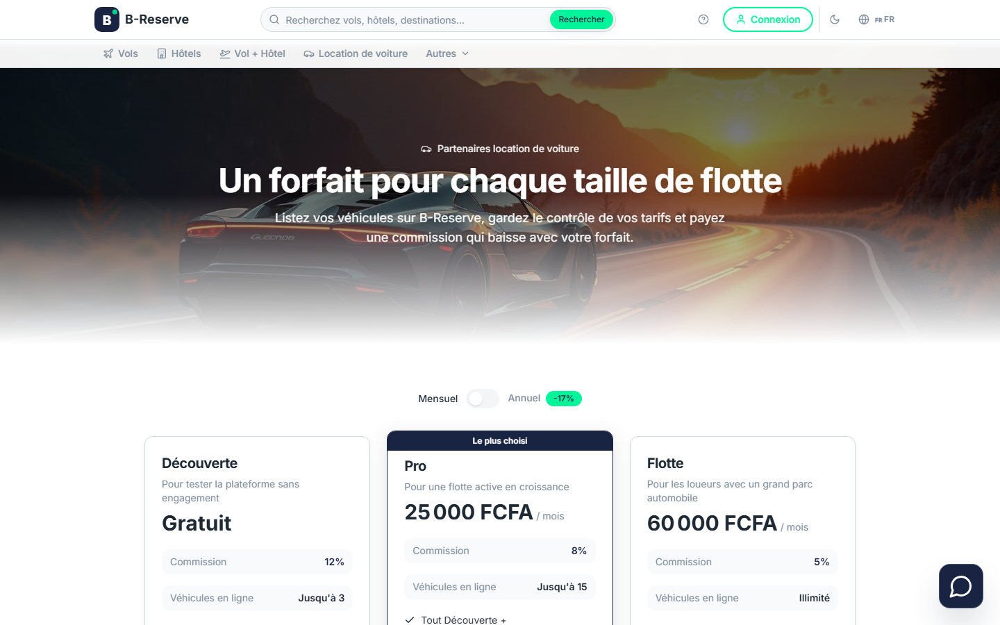 B B-Reserve
Recherchez vols, hôtels, destinations...
Rechercher
Connexion
FR FR
Vols
Hôtels
Vol + Hôtel
Location de voiture
Autres
Partenaires location de voiture
Un forfait pour chaque taille de flotte
Listez vos véhicules sur B-Reserve, gardez le contrôle de vos tarifs et payez
une commission qui baisse avec votre forfait.
Mensuel
Annuel
-17%
Découverte
Pour tester la plateforme sans
engagement
Gratuit
Commission 12%
Véhicules en ligne Jusqu'à 3
Le plus choisi
Pro
Pour une flotte active en croissance
25 000 FCFA / mois
Commission 8%
Véhicules en ligne Jusqu'à 15
Tout Découverte +
Flotte
Pour les loueurs avec un grand parc
automobile
60 000 FCFA / mois
Commission 5%
Véhicules en ligne Illimité